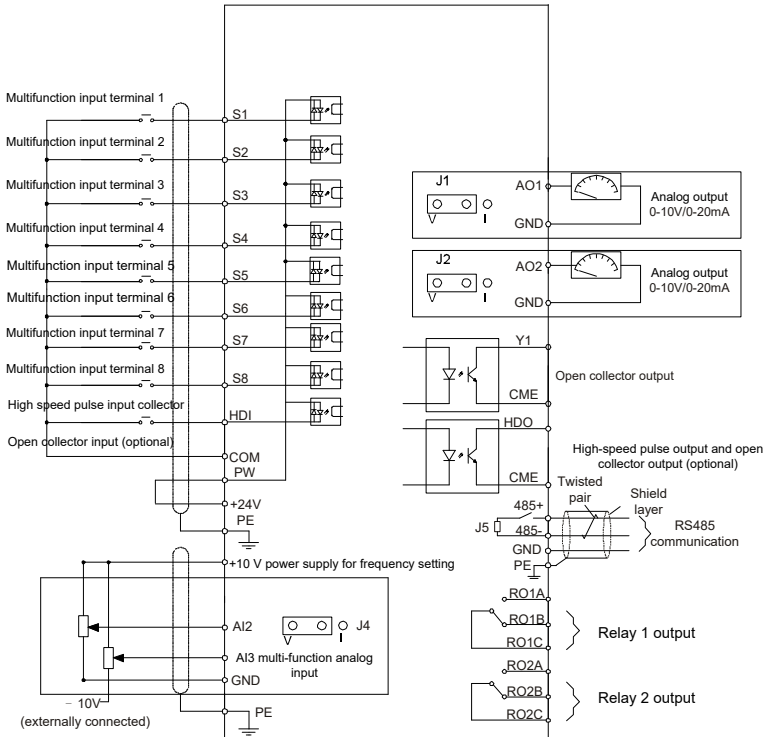 Multifunction input terminal 1
S1
Multifunction input terminal 2
S2
Multifunction input terminal 3
S3
Multifunction input terminal 4
S4
Multifunction input terminal 5
S5
Multifunction input terminal 6
S6
Multifunction input terminal 7
S7
Multifunction input terminal 8
S8
High speed pulse input collector
HDI
Open collector input (optional)
COM
PW
+24V
PE
+10 V power supply for frequency setting
AI2
V
I
J4
AI3 multi-function analog
input
GND
– 10V
(externally connected)
PE
J1
V
I
AO1
GND
Analog output
0-10V/0-20mA
J2
V
I
AO2
GND
Analog output
0-10V/0-20mA
Y1
CME
Open collector output
HDO
CME
High-speed pulse output and open
collector output (optional)
Twisted
pair
Shield
layer
485+
J5
485-
GND
PE
RS485
communication
RO1A
RO1B
RO1C
Relay 1 output
RO2A
RO2B
RO2C
Relay 2 output